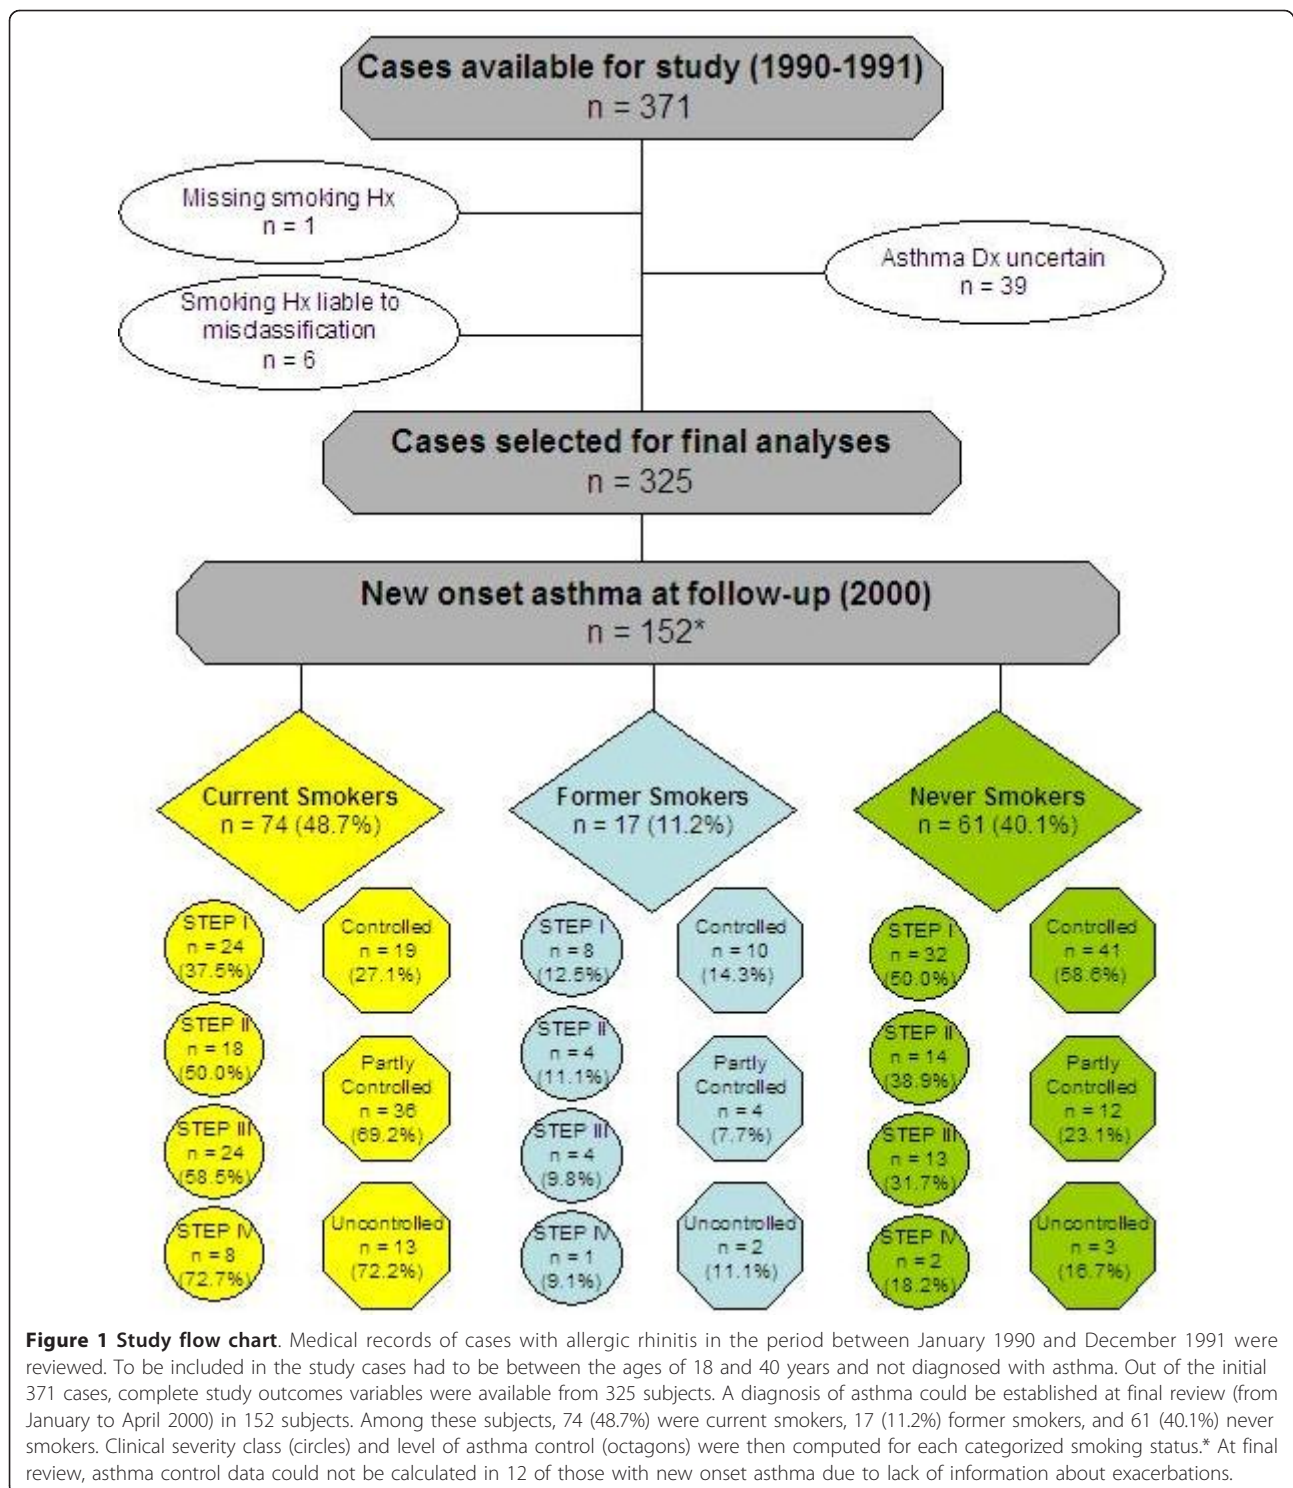 Cases available for study (1990-1991)
n = 371
Missing smoking Hx
n = 1
Asthma Dx uncertain
n = 39
Smoking Hx liable to
misclassification
n = 6
Cases selected for final analyses
n = 325
New onset asthma at follow-up (2000)
n = 152*
Current Smokers
n = 74 (48.7%)
STEP I
n = 24
(37.5%)
STEP II
n = 18
(50.0%)
STEP III
n = 24
(58.5%)
STEP IV
n = 8
(72.7%)
Controlled
n = 19
(27.1%)
Partly
Controlled
n = 36
(69.2%)
Uncontrolled
n = 13
(72.2%)
Former Smokers
n = 17 (11.2%)
STEP I
n = 8
(12.5%)
STEP II
n = 4
(11.1%)
STEP III
n = 4
(9.8%)
STEP IV
n = 1
(9.1%)
Controlled
n = 10
(14.3%)
Partly
Controlled
n = 4
(7.7%)
Uncontrolled
n = 2
(11.1%)
Never Smokers
n = 61 (40.1%)
STEP I
n = 32
(50.0%)
STEP II
n = 14
(38.9%)
STEP III
n = 13
(31.7%)
STEP IV
n = 2
(18.2%)
Controlled
n = 41
(58.6%)
Partly
Controlled
n = 12
(23.1%)
Uncontrolled
n = 3
(16.7%)
Figure 1 Study flow chart. Medical records of cases with allergic rhinitis in the period between January 1990 and December 1991 were
reviewed. To be included in the study cases had to be between the ages of 18 and 40 years and not diagnosed with asthma. Out of the initial
371 cases, complete study outcomes variables were available from 325 subjects. A diagnosis of asthma could be established at final review (from
January to April 2000) in 152 subjects. Among these subjects, 74 (48.7%) were current smokers, 17 (11.2%) former smokers, and 61 (40.1%) never
smokers. Clinical severity class (circles) and level of asthma control (octagons) were then computed for each categorized smoking status.* At final
review, asthma control data could not be calculated in 12 of those with new onset asthma due to lack of information about exacerbations.